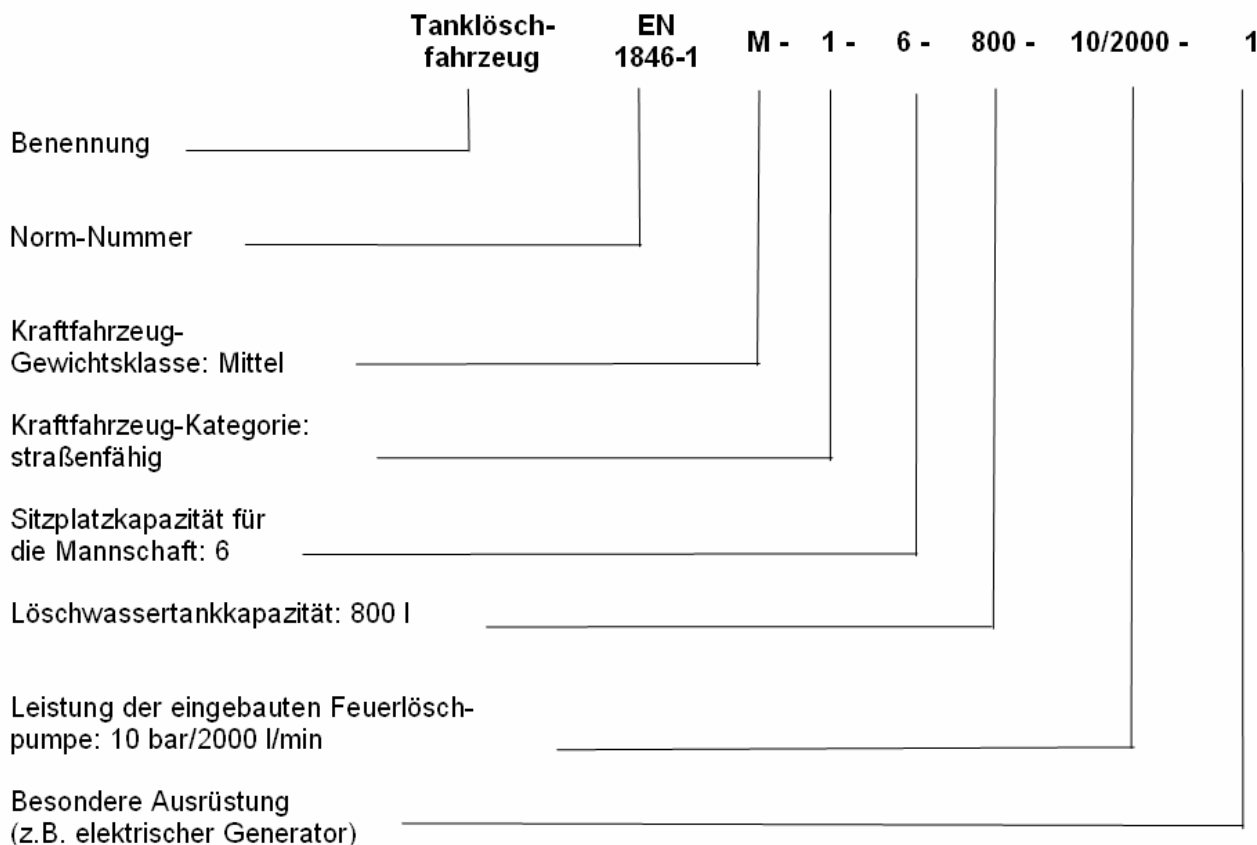 Tanklösch- EN
fahrzeug 1846-1 M - 1 - 6 - 800 - 10/2000 - 1
Benennung
Norm-Nummer
Kraftfahrzeug-
Gewichtsklasse: Mittel
Kraftfahrzeug-Kategorie:
straßenfähig
Sitzplatzkapazität für
die Mannschaft: 6
Löschwassertankkapazität: 800 l
Leistung der eingebauten Feuerlösch-
pumpe: 10 bar/2000 l/min
Besondere Ausrüstung
(z.B. elektrischer Generator)